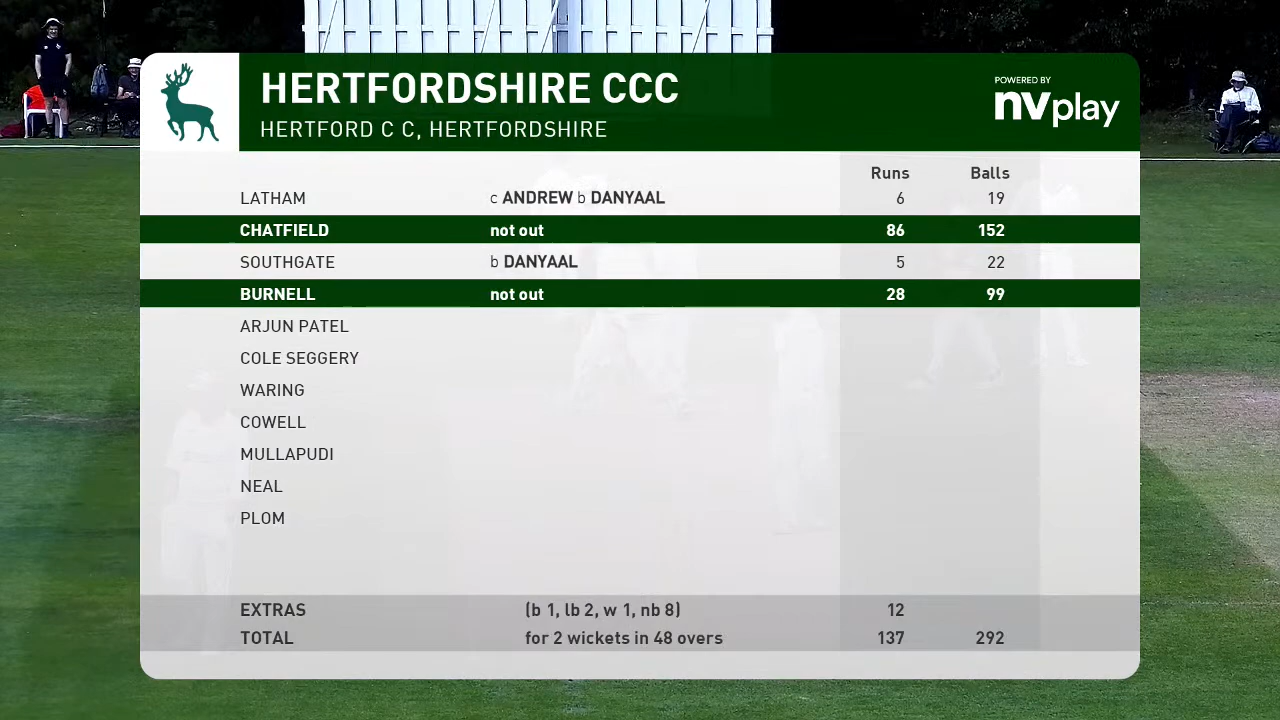 HERTFORDSHIRE CCC
HERTFORD C C, HERTFORDSHIRE
POWERED BY
nvplay
Runs Balls
LATHAM c ANDREW b DANYAAL 6 19
CHATFIELD not out 86 152
SOUTHGATE b DANYAAL 5 22
BURNELL not out 28 99
ARJUN PATEL
COLE SEGGERY
WARING
COWELL
MULLAPUDI
NEAL
PLOM
EXTRAS (b 1, lb 2, w 1, nb 8) 12
TOTAL for 2 wickets in 48 overs 137 292